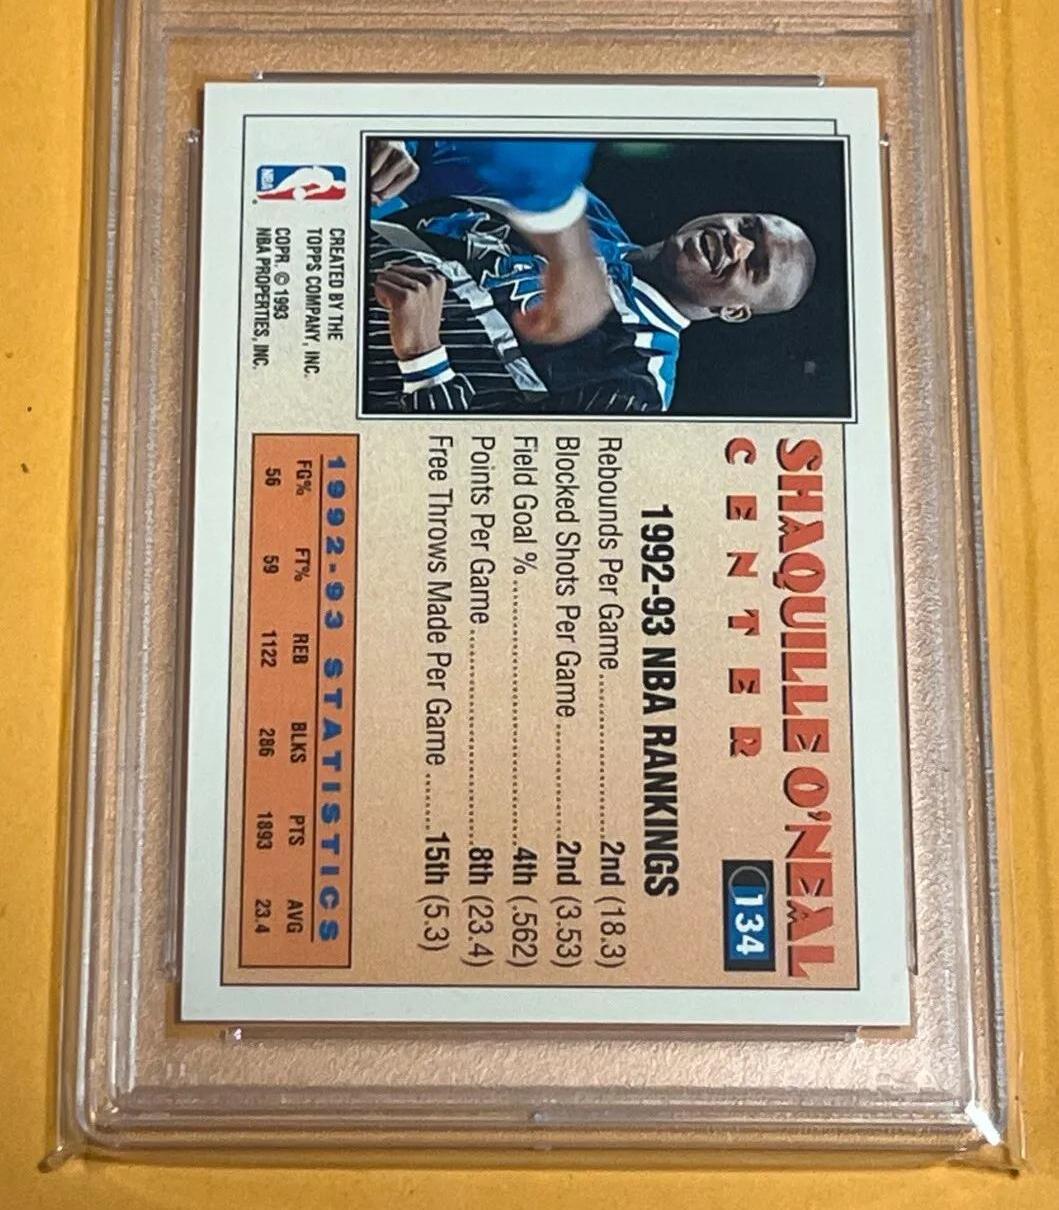 SHAQUILLE O'NEAL
CENTER
134
1992-93 NBA RANKINGS
Rebounds Per Game..................2nd (18.3)
Blocked Shots Per Game............2nd (3.53)
Field Goal %............................4th (.562)
Points Per Game......................8th (23.4)
Free Throws Made Per Game.......15th (5.3)
NBA
CREATED BY THE
TOPPS COMPANY, INC.
COPR. © 1993
NBA PROPERTIES, INC.
1992-93 STATISTICS
FG% FT% REB BLKS PTS AVG
56 59 1122 286 1893 23.4